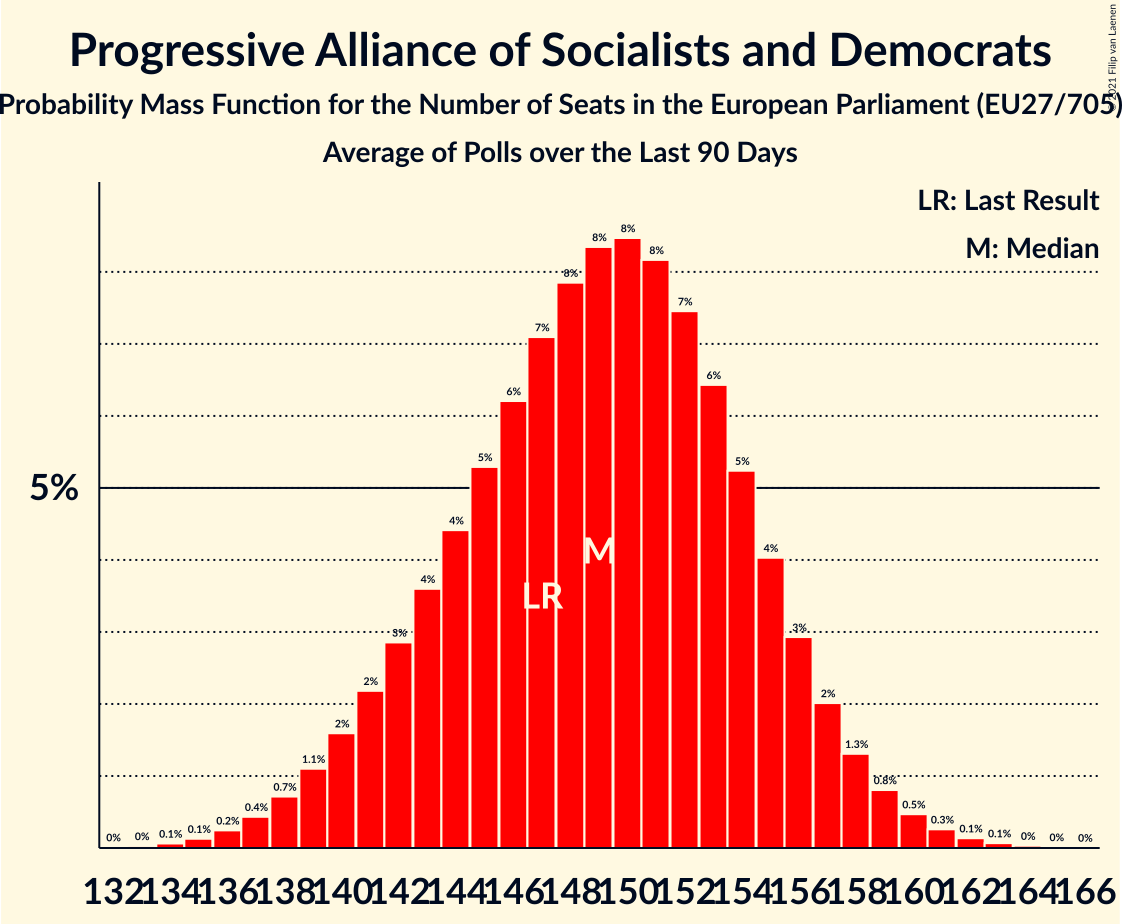 Progressive Alliance of Socialists and Democrats
Probability Mass Function for the Number of Seats in the European Parliament (EU27/705)
Average of Polls over the Last 90 Days
© 2021 Filip van Laenen
LR: Last Result
M: Median
5%
0% 0% 0.1% 0.1% 0.2% 0.4% 0.7% 1.1% 2% 2% 3% 4% 4% 5% 6% 7% 8% 8% 8% 8% 7% 6% 5% 4% 3% 2% 1.3% 0.8% 0.5% 0.3% 0.1% 0.1% 0% 0% 0%
M
LR
132 134 136 138 140 142 144 146 148 150 152 154 156 158 160 162 164 166